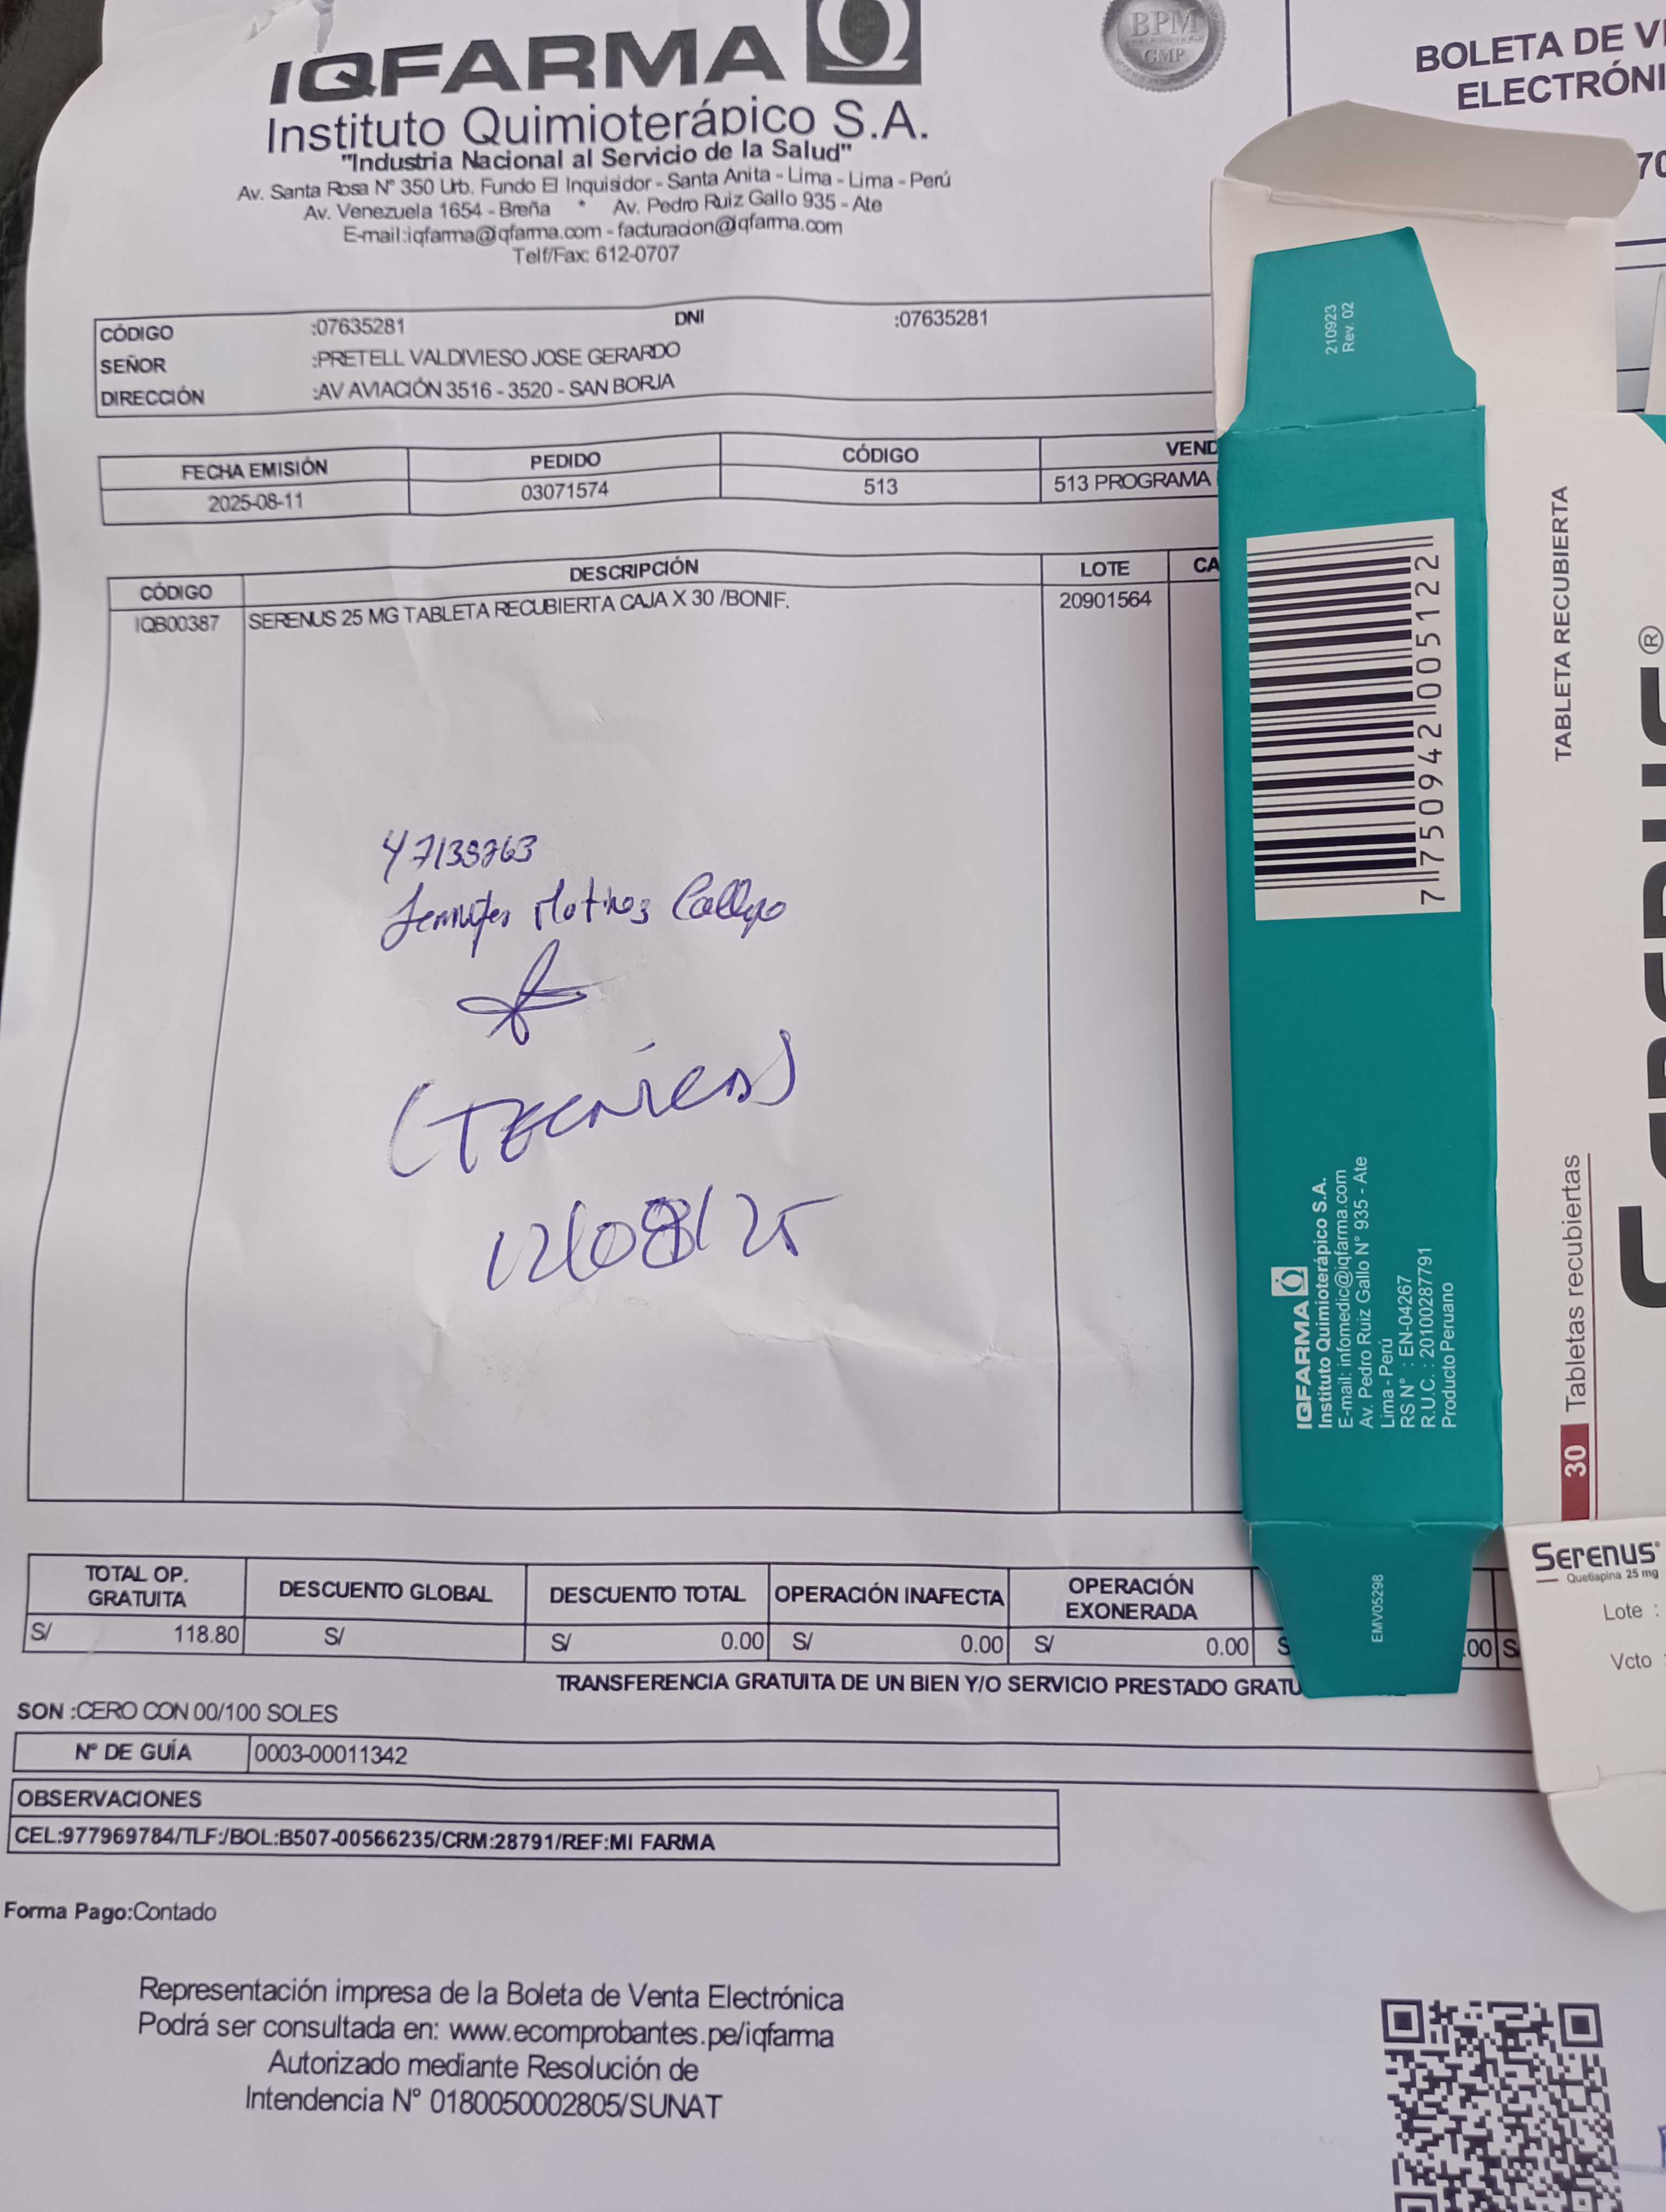 IQFARMA
Instituto Quimioterápico S.A.
"Industria Nacional al Servicio de la Salud"
Av. Santa Rosa N° 350 Urb. Fundo El Inquisidor - Santa Anita - Lima - Lima - Perú
Av. Venezuela 1654 - Breña * Av. Pedro Ruiz Gallo 935 - Ate
E-mail:iqfarma@iqfarma.com - facturacion@iqfarma.com
Telf/Fax: 612-0707
BPM
GMP
BOLETA DE
ELECTRÓNI
70
CÓDIGO :07635281 DNI :07635281
SEÑOR :PRETELL VALDIVIESO JOSE GERARDO
DIRECCIÓN :AV AVIACIÓN 3516 - 3520 - SAN BORJA
FECHA EMISIÓN PEDIDO CÓDIGO VEND
2025-08-11 03071574 513 513 PROGRAMA
CÓDIGO DESCRIPCIÓN LOTE CA
IQB00387 SERENUS 25 MG TABLETA RECUBIERTA CAJA X 30 /BONIF. 20901564
(TECNICA)
12/08/25
TOTAL OP. GRATUITA DESCUENTO GLOBAL DESCUENTO TOTAL OPERACIÓN INAFECTA OPERACIÓN EXONERADA
S/ 118.80 S/ S/ 0.00 S/ 0.00 S/ 0.00 S .00 S
TRANSFERENCIA GRATUITA DE UN BIEN Y/O SERVICIO PRESTADO GRATU
SON :CERO CON 00/100 SOLES
N° DE GUÍA 0003-00011342
OBSERVACIONES
CEL:977969784/TLF:/BOL:B507-00566235/CRM:28791/REF:MI FARMA
Forma Pago:Contado
Representación impresa de la Boleta de Venta Electrónica
Podrá ser consultada en: www.ecomprobantes.pe/iqfarma
Autorizado mediante Resolución de
Intendencia N° 0180050002805/SUNAT
210923
Rev. 02
7 750942 005122
IQFARMA
Instituto Quimioterápico S.A.
E-mail: infomedic@iqfarma.com
Av. Pedro Ruiz Gallo N° 935 - Ate
Lima - Perú
RS N° : EN-04267
R.U.C. : 20100287791
Producto Peruano
EMV05298
TABLETA RECUBIERTA
30 Tabletas recubiertas
®
SERENUS
Quetiapina 25 mg
Lote :
Vcto :